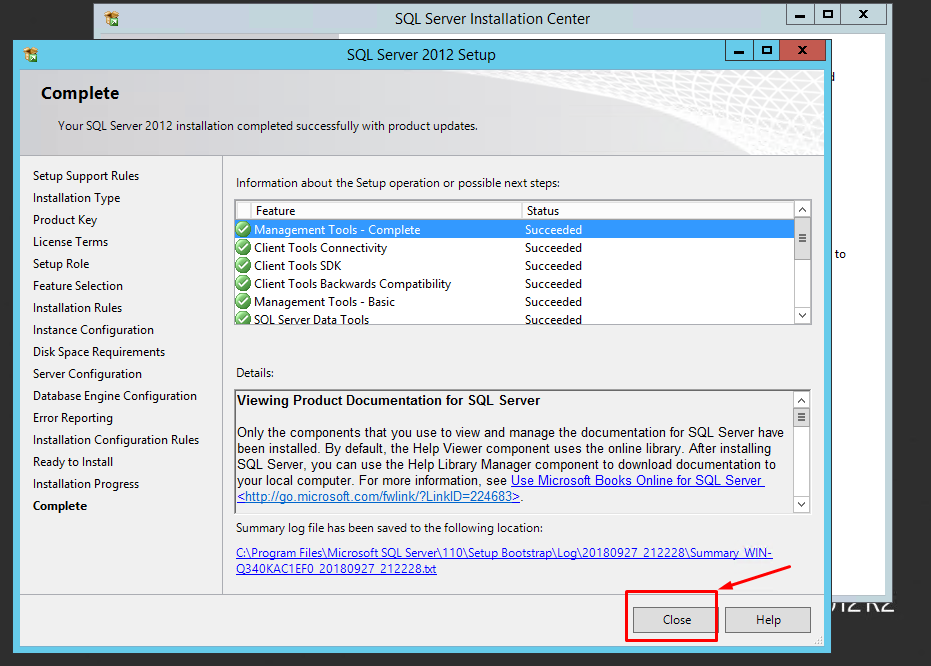 SQL Server Installation Center
SQL Server 2012 Setup
Complete
Your SQL Server 2012 installation completed successfully with product updates.
Setup Support Rules
Installation Type
Product Key
License Terms
Setup Role
Feature Selection
Installation Rules
Instance Configuration
Disk Space Requirements
Server Configuration
Database Engine Configuration
Error Reporting
Installation Configuration Rules
Ready to Install
Installation Progress
Complete
Information about the Setup operation or possible next steps:
Feature Status
Management Tools - Complete Succeeded
Client Tools Connectivity Succeeded
Client Tools SDK Succeeded
Client Tools Backwards Compatibility Succeeded
Management Tools - Basic Succeeded
SQL Server Data Tools Succeeded
Details:
Viewing Product Documentation for SQL Server
Only the components that you use to view and manage the documentation for SQL Server have
been installed. By default, the Help Viewer component uses the online library. After installing
SQL Server, you can use the Help Library Manager component to download documentation to
your local computer. For more information, see Use Microsoft Books Online for SQL Server
<http://go.microsoft.com/fwlink/?LinkID=224683>.
Summary log file has been saved to the following location:
C:\Program Files\Microsoft SQL Server\110\Setup Bootstrap\Log\20180927_212228\Summary_WIN-
Q340KAC1EF0_20180927_212228.txt
Close Help
to